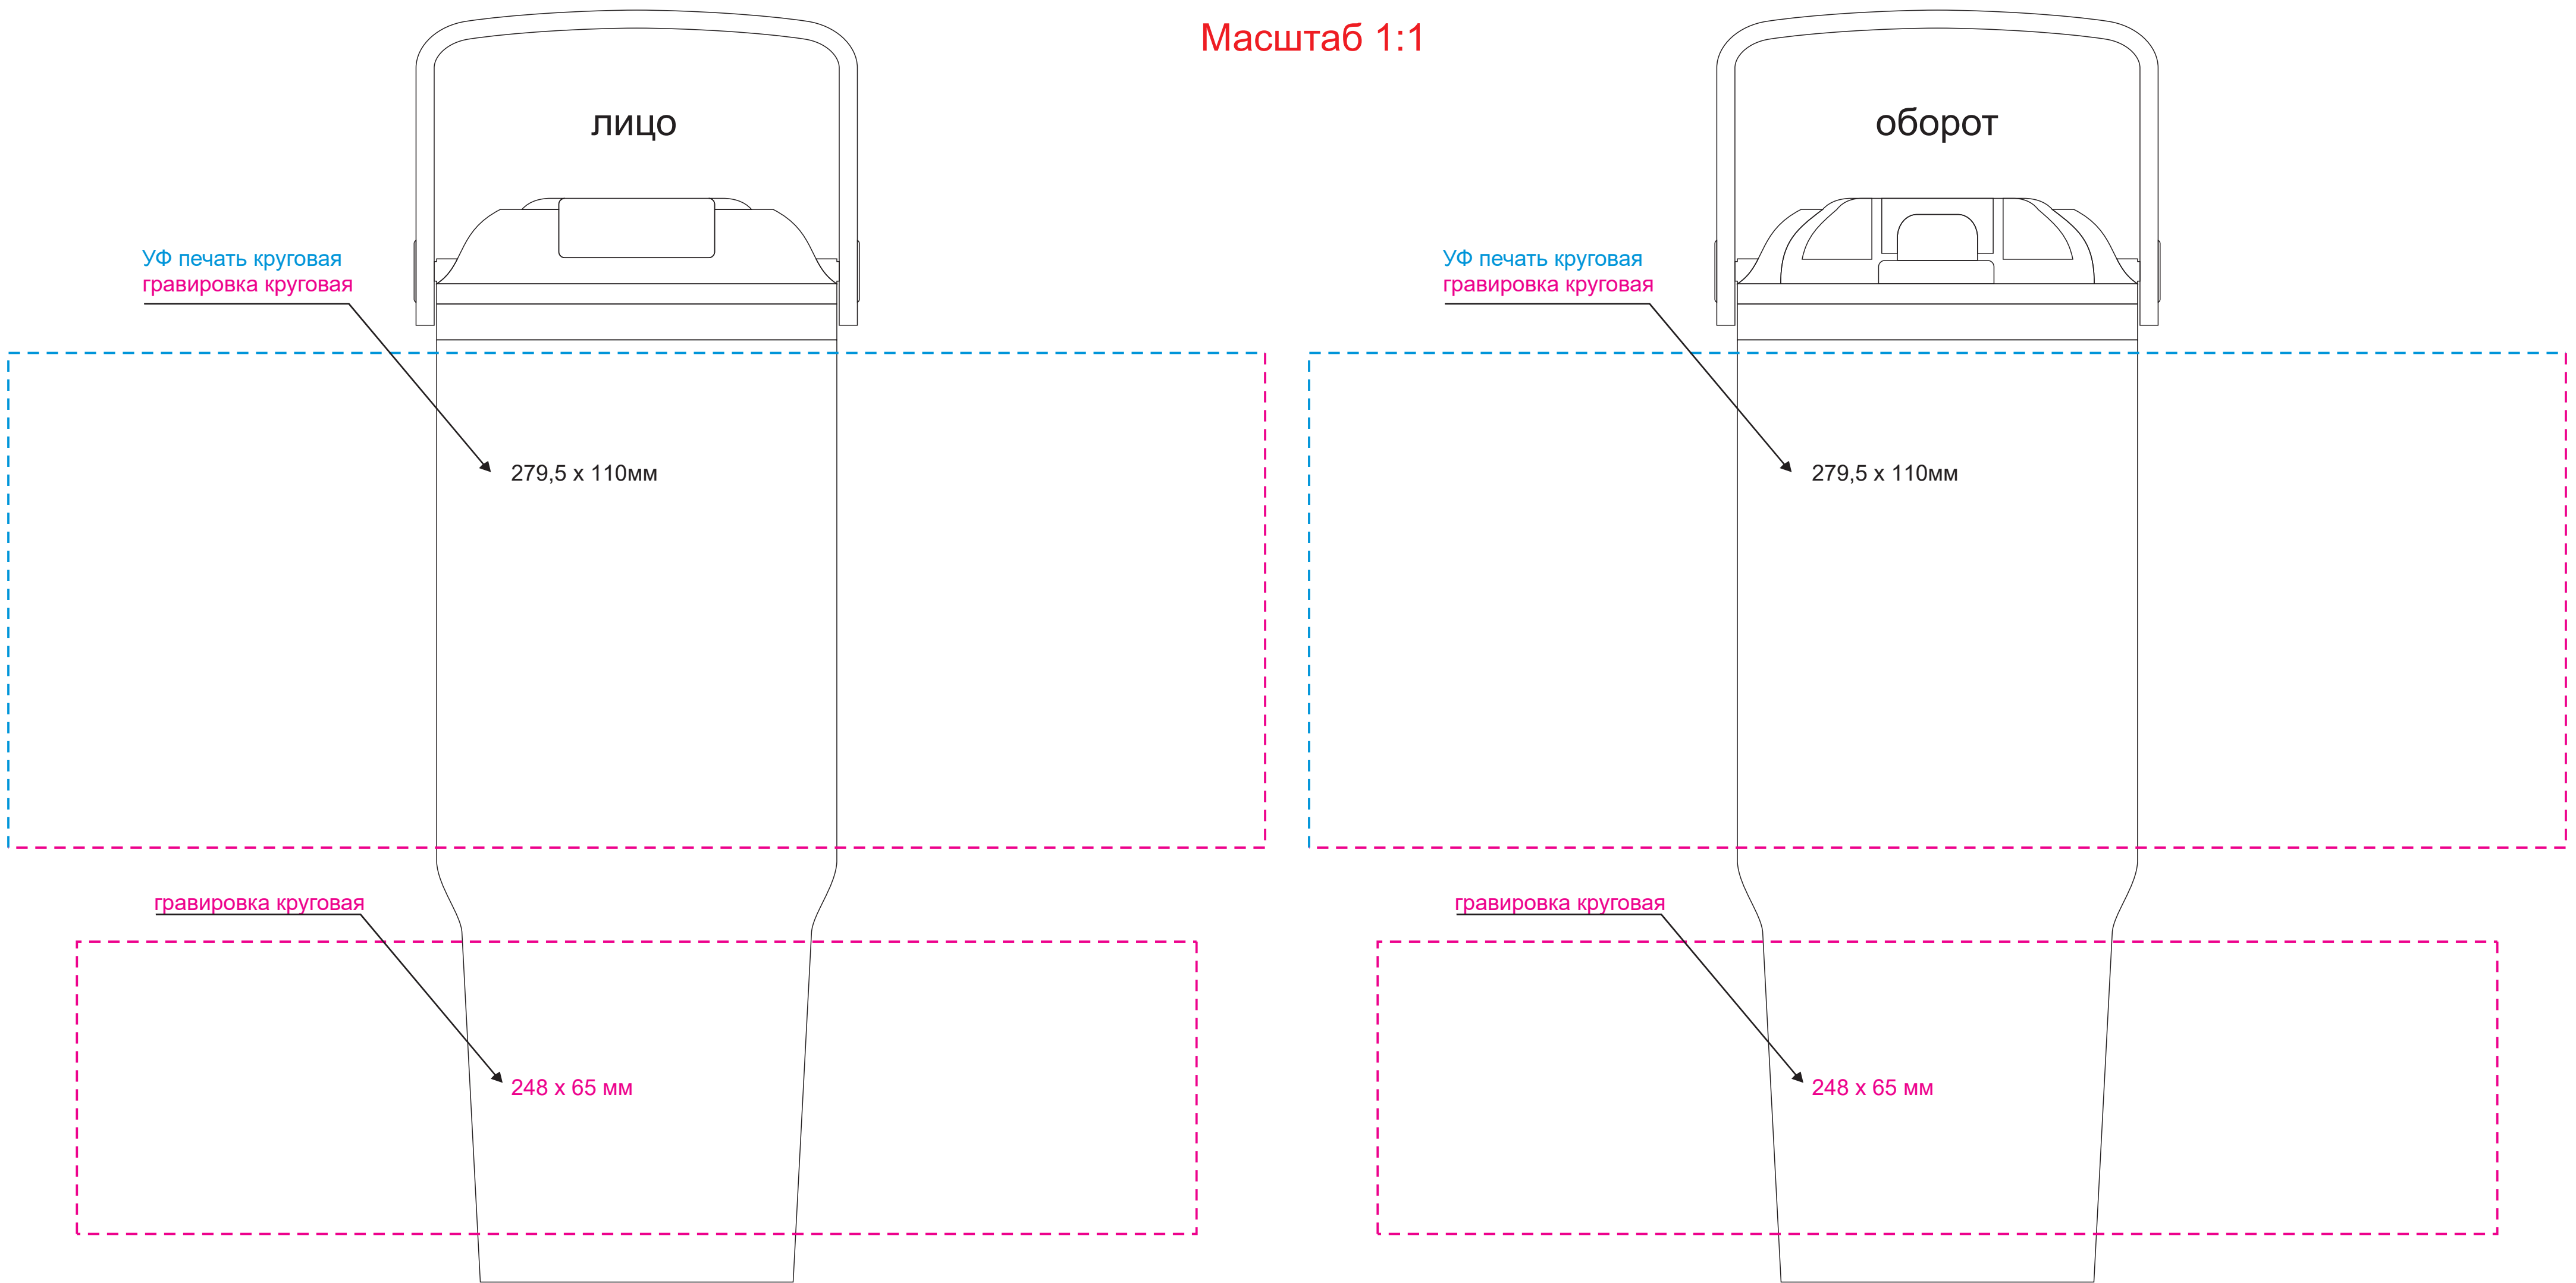 Масштаб 1:1
лицо
УФ печать круговая
гравировка круговая
279,5 х 110мм
гравировка круговая
248 х 65 мм
оборот
УФ печать круговая
гравировка круговая
279,5 х 110мм
гравировка круговая
248 х 65 мм